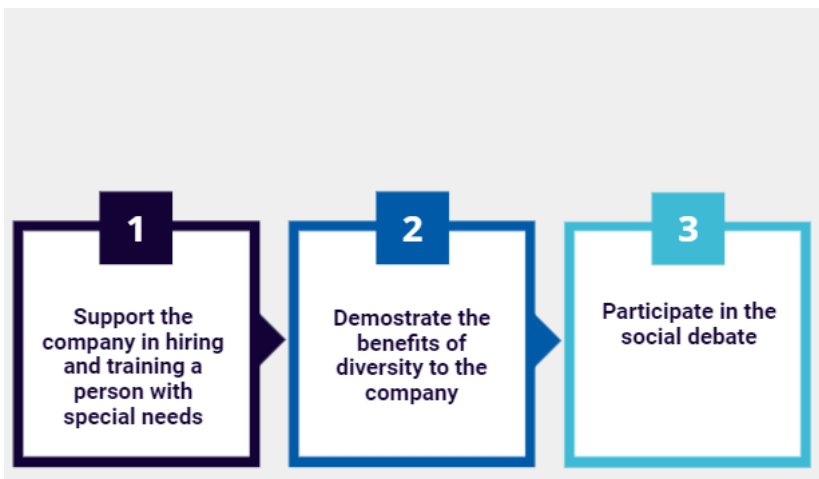 1
Support the
company in hiring
and training a
person with
special needs
2
Demostrate the
benefits of
diversity to the
company
3
Participate in the
social debate